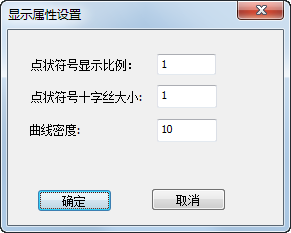 显示属性设置
点状符号显示比例： 1
点状符号十字丝大小: 1
曲线密度: 10
确定 取消